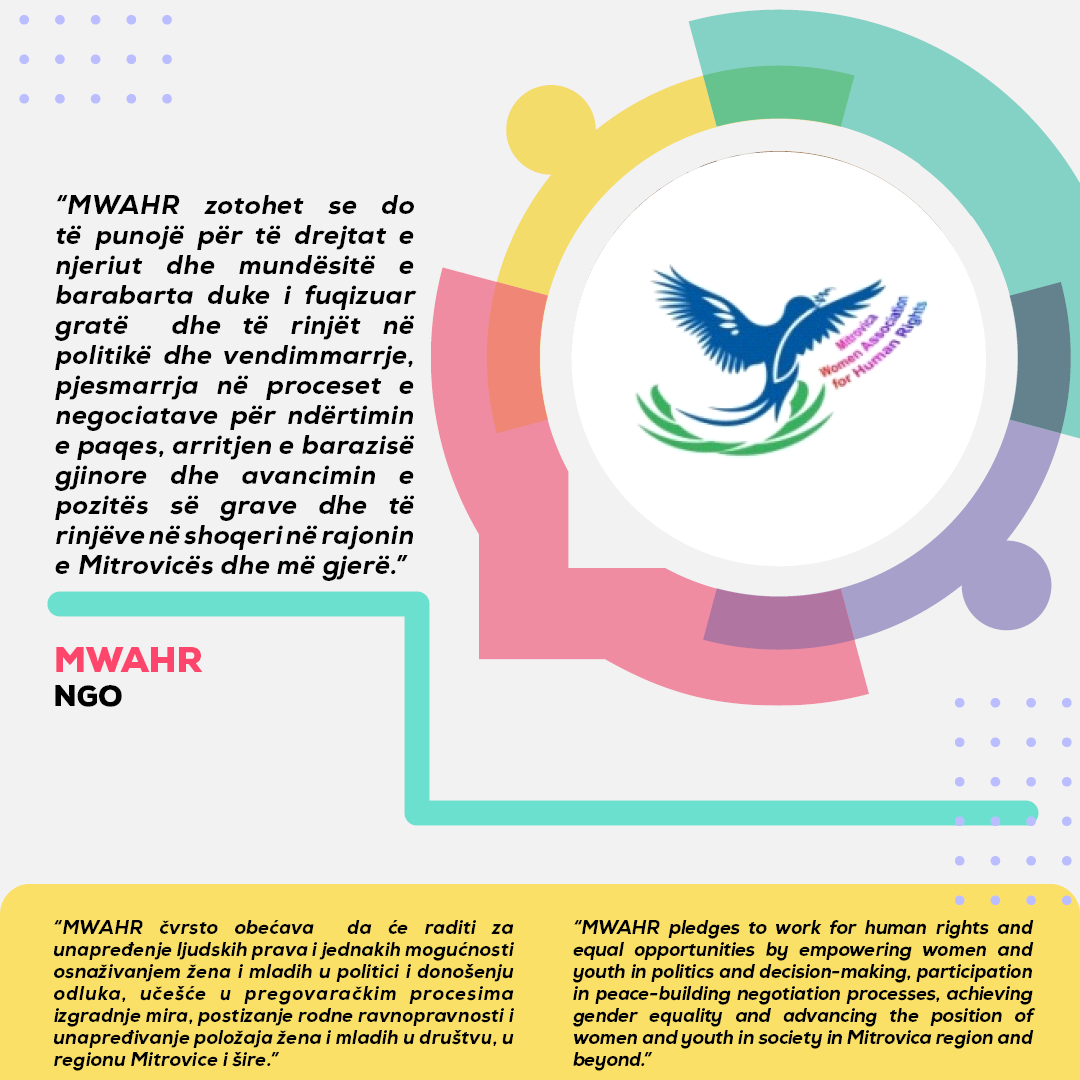 “MWAHR zotohet se do
të punojë për të drejtat e
njeriut dhe mundësitë e
barabarta duke i fuqizuar
gratë dhe të rinjët në
politikë dhe vendimmarrje,
pjesmarrja në proceset e
negociatave për ndërtimin
e paqes, arritjen e barazisë
gjinore dhe avancimin e
pozitës së grave dhe të
rinjëve në shoqeri në rajonin
e Mitrovicës dhe më gjerë.”
Mitrovica
Women Association
for Human Rights
MWAHR
NGO
“MWAHR čvrsto obećava da će raditi za
unapređenje ljudskih prava i jednakih mogućnosti
osnaživanjem žena i mladih u politici i donošenju
odluka, učešće u pregovaračkim procesima
izgradnje mira, postizanje rodne ravnopravnosti i
unapređivanje položaja žena i mladih u društvu, u
regionu Mitrovice i šire.”
“MWAHR pledges to work for human rights and
equal opportunities by empowering women and
youth in politics and decision-making, participation
in peace-building negotiation processes, achieving
gender equality and advancing the position of
women and youth in society in Mitrovica region and
beyond.”